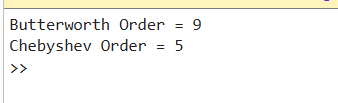 Butterworth Order = 9
Chebyshev Order = 5
>>